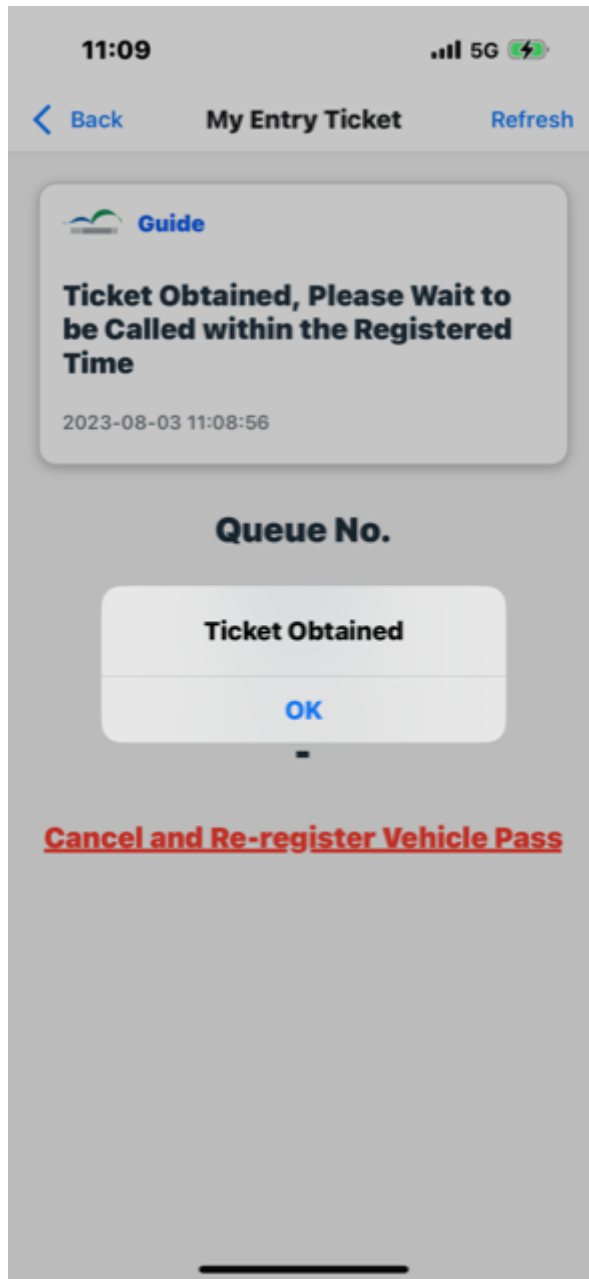 11:09 5G
Back My Entry Ticket Refresh
Guide
Ticket Obtained, Please Wait to
be Called within the Registered
Time
2023-08-03 11:08:56
Queue No.
Ticket Obtained
OK
-
Cancel and Re-register Vehicle Pass